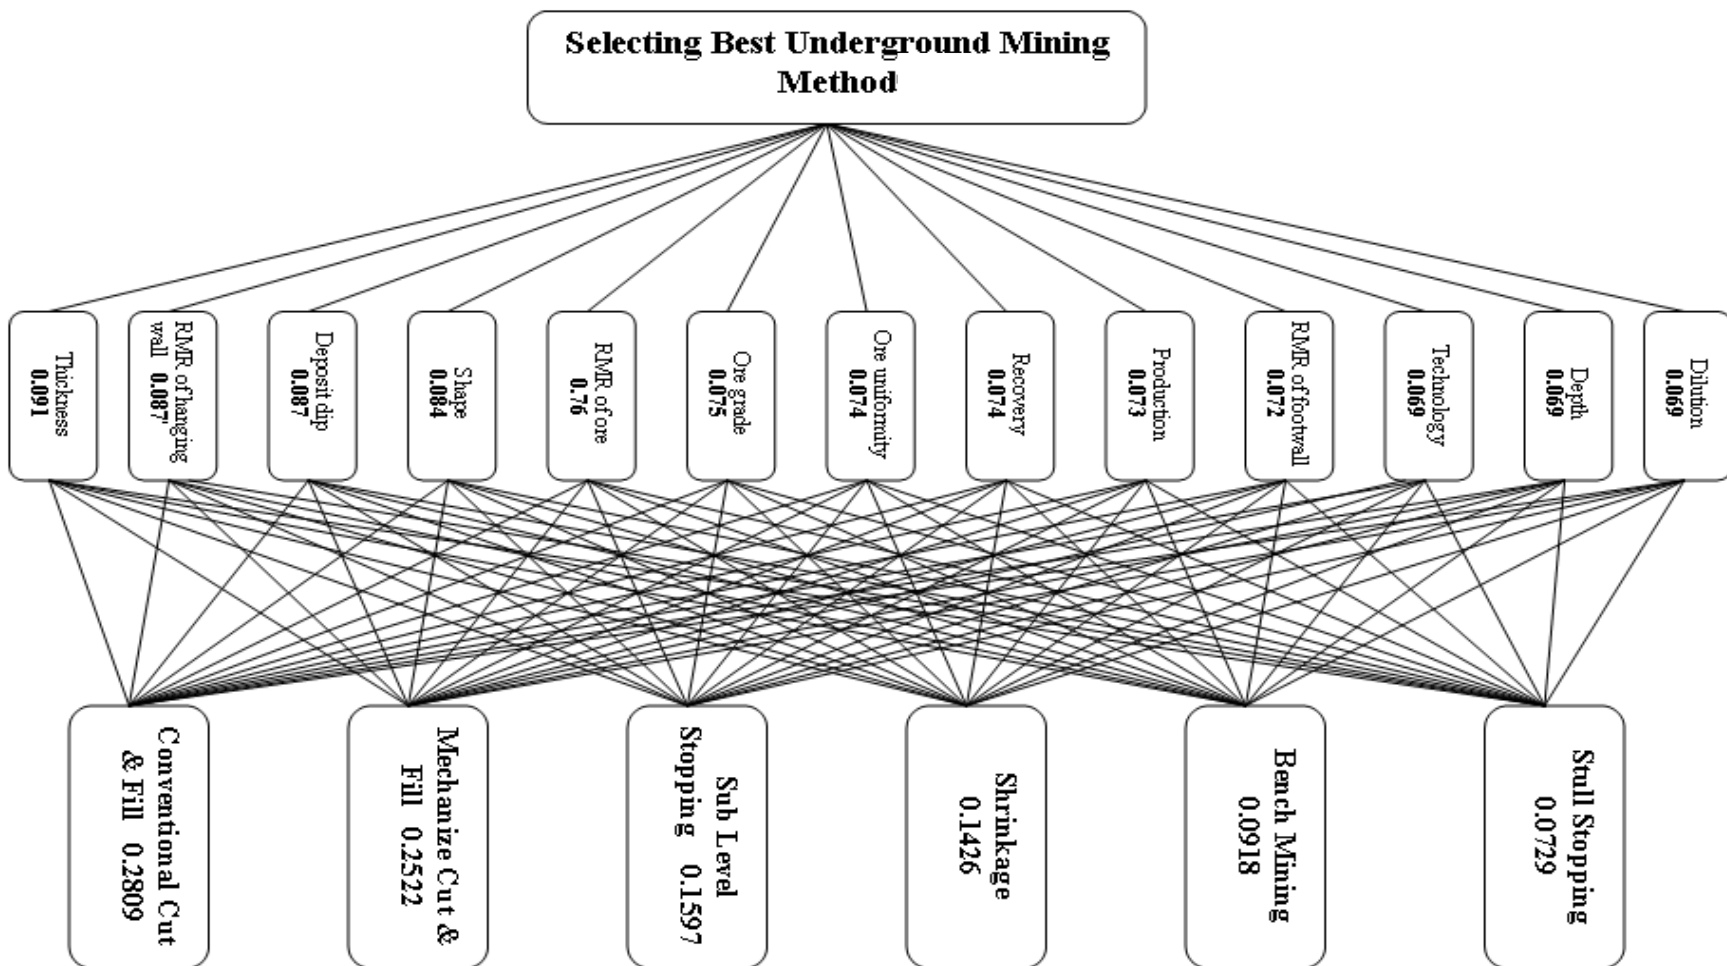 Selecting Best Underground Mining
Method
Thickness
0.091
RMR of hanging
wall 0.087'
Deposit dip
0.087
Shape
0.084
RMR of ore
0.76
Ore grade
0.075
Ore uniformity
0.074
Recovery
0.074
Production
0.073
RMR of footwall
0.072
Technology
0.069
Depth
0.069
Dilution
0.069
Conventional Cut
& Fill 0.2809
Mechanize Cut &
Fill 0.2522
Sub Level
Stopping 0.1597
Shrinkage
0.1426
Bench Mining
0.0918
Stull Stopping
0.0729